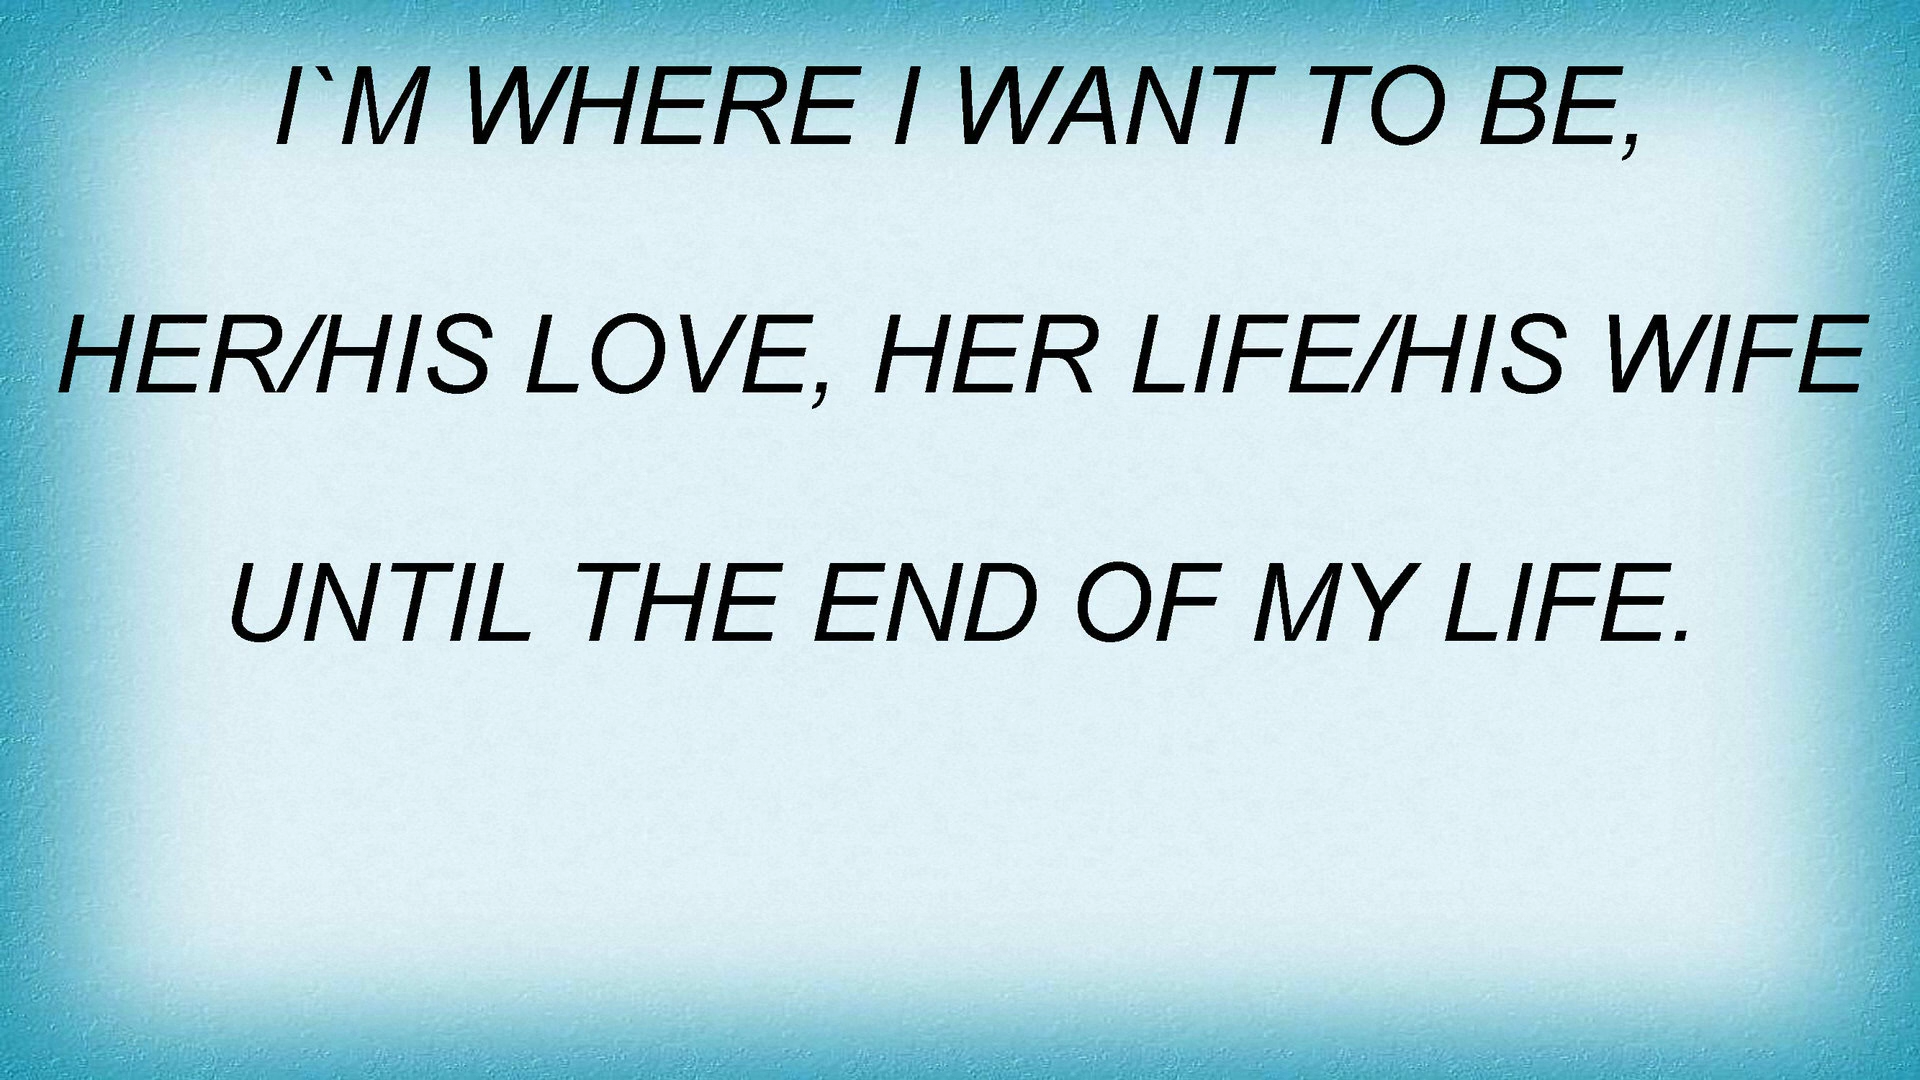 I`M WHERE I WANT TO BE,
HER/HIS LOVE, HER LIFE/HIS WIFE
UNTIL THE END OF MY LIFE.